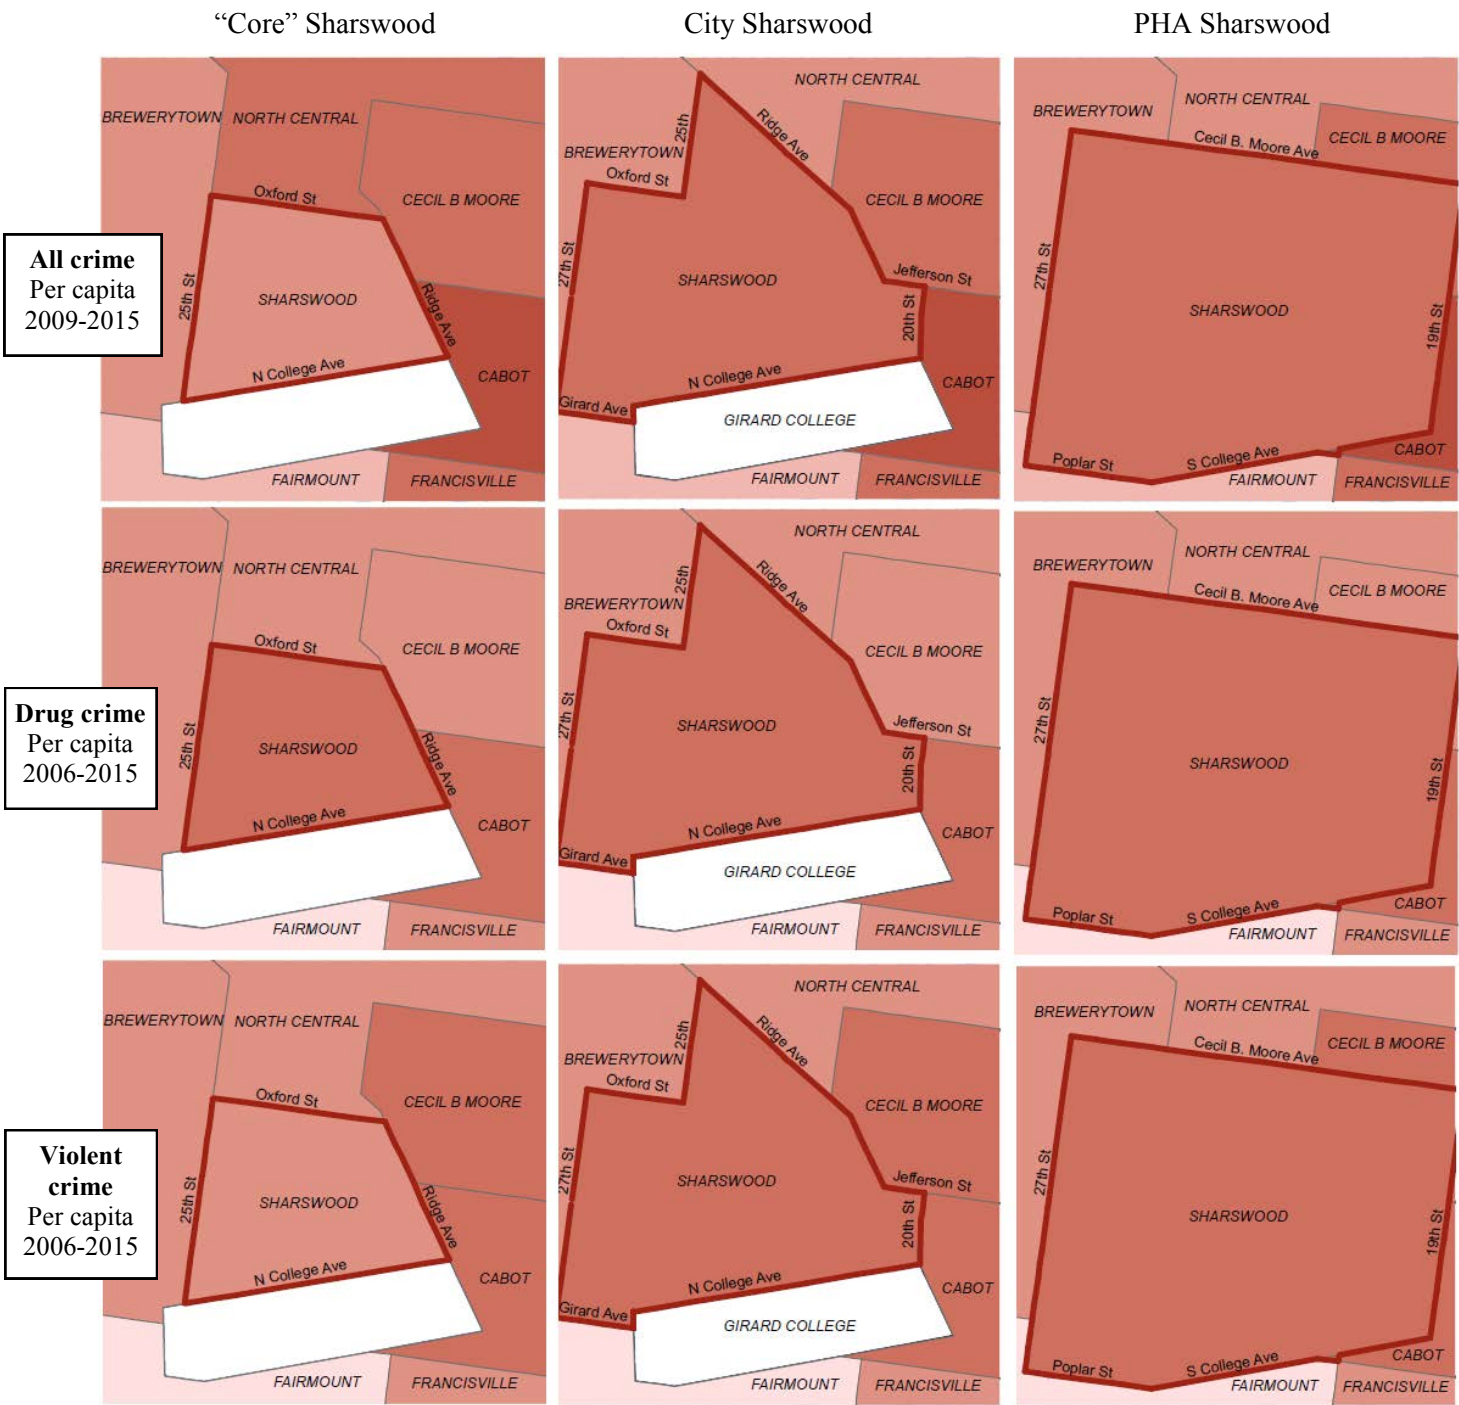 “Core” Sharswood
City Sharswood
PHA Sharswood
All crime
Per capita
2009-2015
BREWERYTOWN
NORTH CENTRAL
Oxford St
CECIL B MOORE
25th St
SHARSWOOD
Ridge Ave
N College Ave
CABOT
FAIRMOUNT
FRANCISVILLE
NORTH CENTRAL
25th
Ridge Ave
BREWERYTOWN
Oxford St
CECIL B MOORE
27th St
SHARSWOOD
Jefferson St
20th St
N College Ave
CABOT
Girard Ave
GIRARD COLLEGE
FAIRMOUNT
FRANCISVILLE
BREWERYTOWN
NORTH CENTRAL
CECIL B MOORE
Cecil B. Moore Ave
27th St
SHARSWOOD
19th St
Poplar St
S College Ave
CABOT
FAIRMOUNT
FRANCISVILLE
Drug crime
Per capita
2006-2015
BREWERYTOWN
NORTH CENTRAL
Oxford St
CECIL B MOORE
25th St
SHARSWOOD
Ridge Ave
N College Ave
CABOT
FAIRMOUNT
FRANCISVILLE
NORTH CENTRAL
25th
Ridge Ave
BREWERYTOWN
Oxford St
CECIL B MOORE
27th St
SHARSWOOD
Jefferson St
20th St
N College Ave
CABOT
Girard Ave
GIRARD COLLEGE
FAIRMOUNT
FRANCISVILLE
BREWERYTOWN
NORTH CENTRAL
CECIL B MOORE
Cecil B. Moore Ave
27th St
SHARSWOOD
19th St
Poplar St
S College Ave
CABOT
FAIRMOUNT
FRANCISVILLE
Violent
crime
Per capita
2006-2015
BREWERYTOWN
NORTH CENTRAL
Oxford St
CECIL B MOORE
25th St
SHARSWOOD
Ridge Ave
N College Ave
CABOT
FAIRMOUNT
FRANCISVILLE
NORTH CENTRAL
25th
Ridge Ave
BREWERYTOWN
Oxford St
CECIL B MOORE
27th St
SHARSWOOD
Jefferson St
20th St
N College Ave
CABOT
Girard Ave
GIRARD COLLEGE
FAIRMOUNT
FRANCISVILLE
BREWERYTOWN
NORTH CENTRAL
CECIL B MOORE
Cecil B. Moore Ave
27th St
SHARSWOOD
19th St
Poplar St
S College Ave
CABOT
FAIRMOUNT
FRANCISVILLE